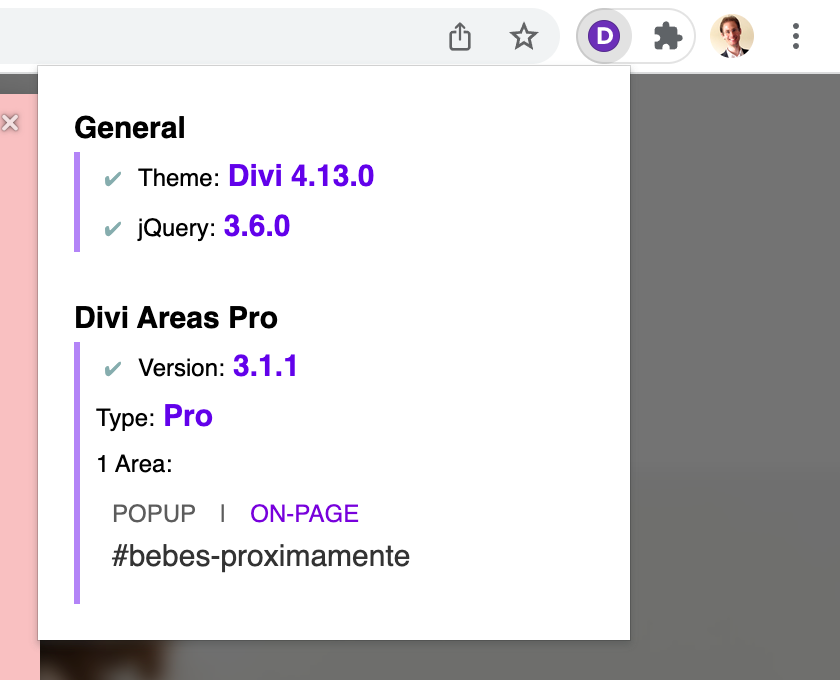 D
General
✔ Theme: Divi 4.13.0
✔ jQuery: 3.6.0
Divi Areas Pro
✔ Version: 3.1.1
Type: Pro
1 Area:
POPUP | ON-PAGE
#bebes-proximamente